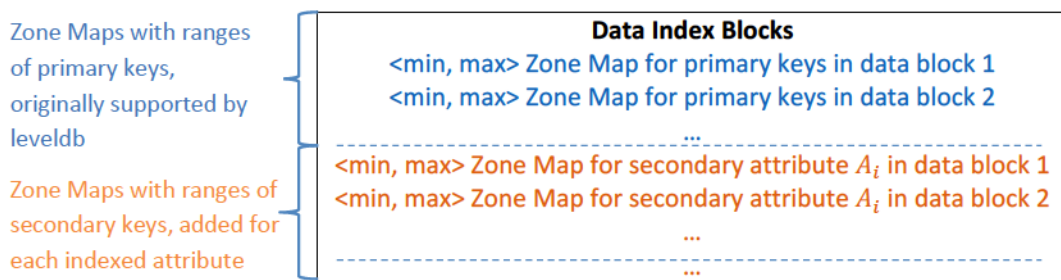 Zone Maps with ranges
of primary keys,
originally supported by
leveldb
Zone Maps with ranges of
secondary keys, added for
each indexed attribute
Data Index Blocks
<min, max> Zone Map for primary keys in data block 1
<min, max> Zone Map for primary keys in data block 2
...
<min, max> Zone Map for secondary attribute A_i in data block 1
<min, max> Zone Map for secondary attribute A_i in data block 2
...
...